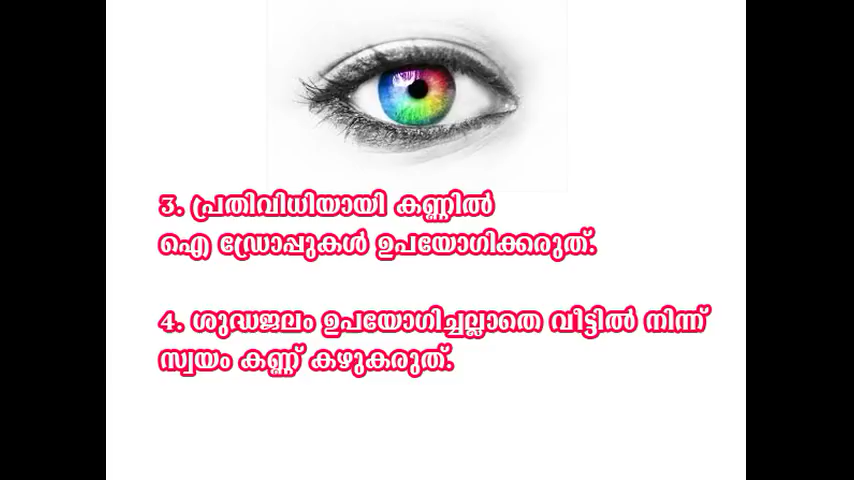 3. പ്രതിവിധിയായി കണ്ണിൽ
ഐ ഡ്രോപ്പുകൾ ഉപയോഗിക്കരുത്.
4. ശുദ്ധജലം ഉപയോഗിച്ചല്ലാതെ വീട്ടിൽ നിന്ന്
സ്വയം കണ്ണ് കഴുകരുത്.